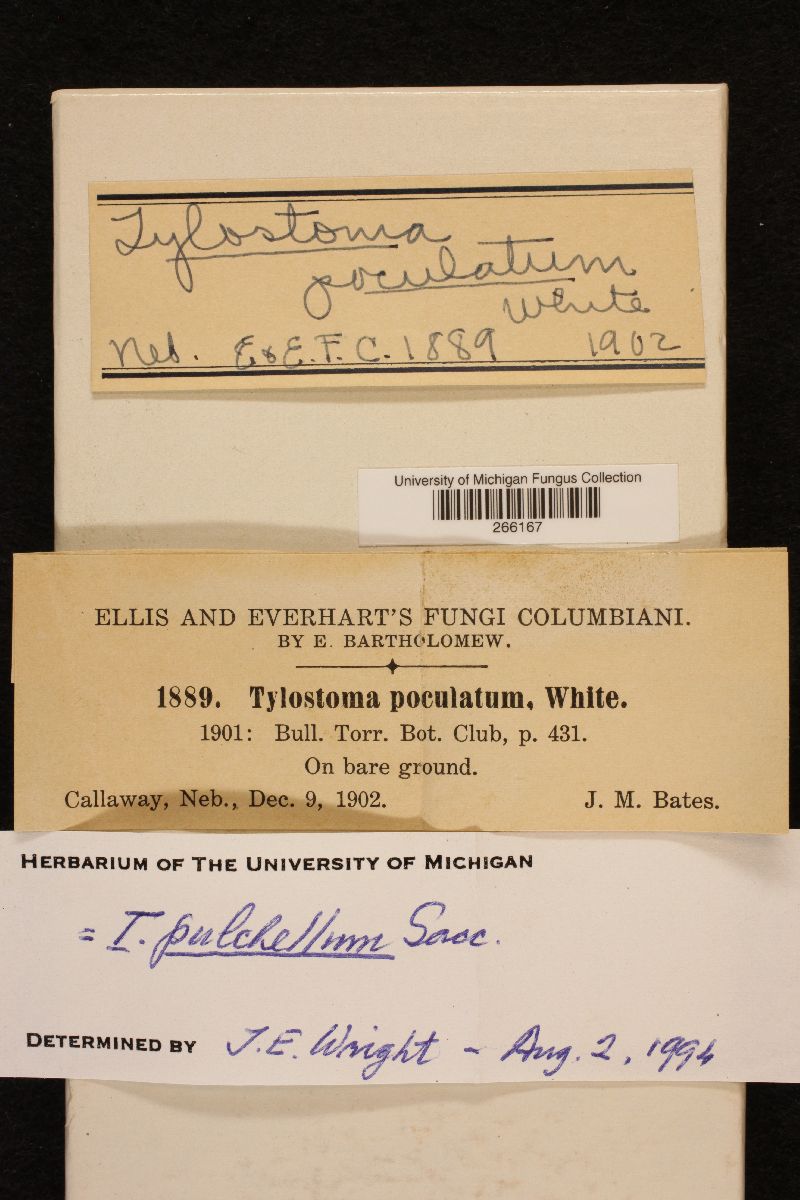 Tylostoma
poculatum
White
Neb. E & E. F. C. 1889 1902
University of Michigan Fungus Collection
266167
ELLIS AND EVERHART'S FUNGI COLUMBIANI.
BY E. BARTHOLOMEW.
1889. Tylostoma poculatum, White.
1901: Bull. Torr. Bot. Club, p. 431.
On bare ground.
Callaway, Neb., Dec. 9, 1902. J. M. Bates.
HERBARIUM OF THE UNIVERSITY OF MICHIGAN
= T. pulchellum Sacc.
DETERMINED BY J. E. Wright - Aug. 2, 1994